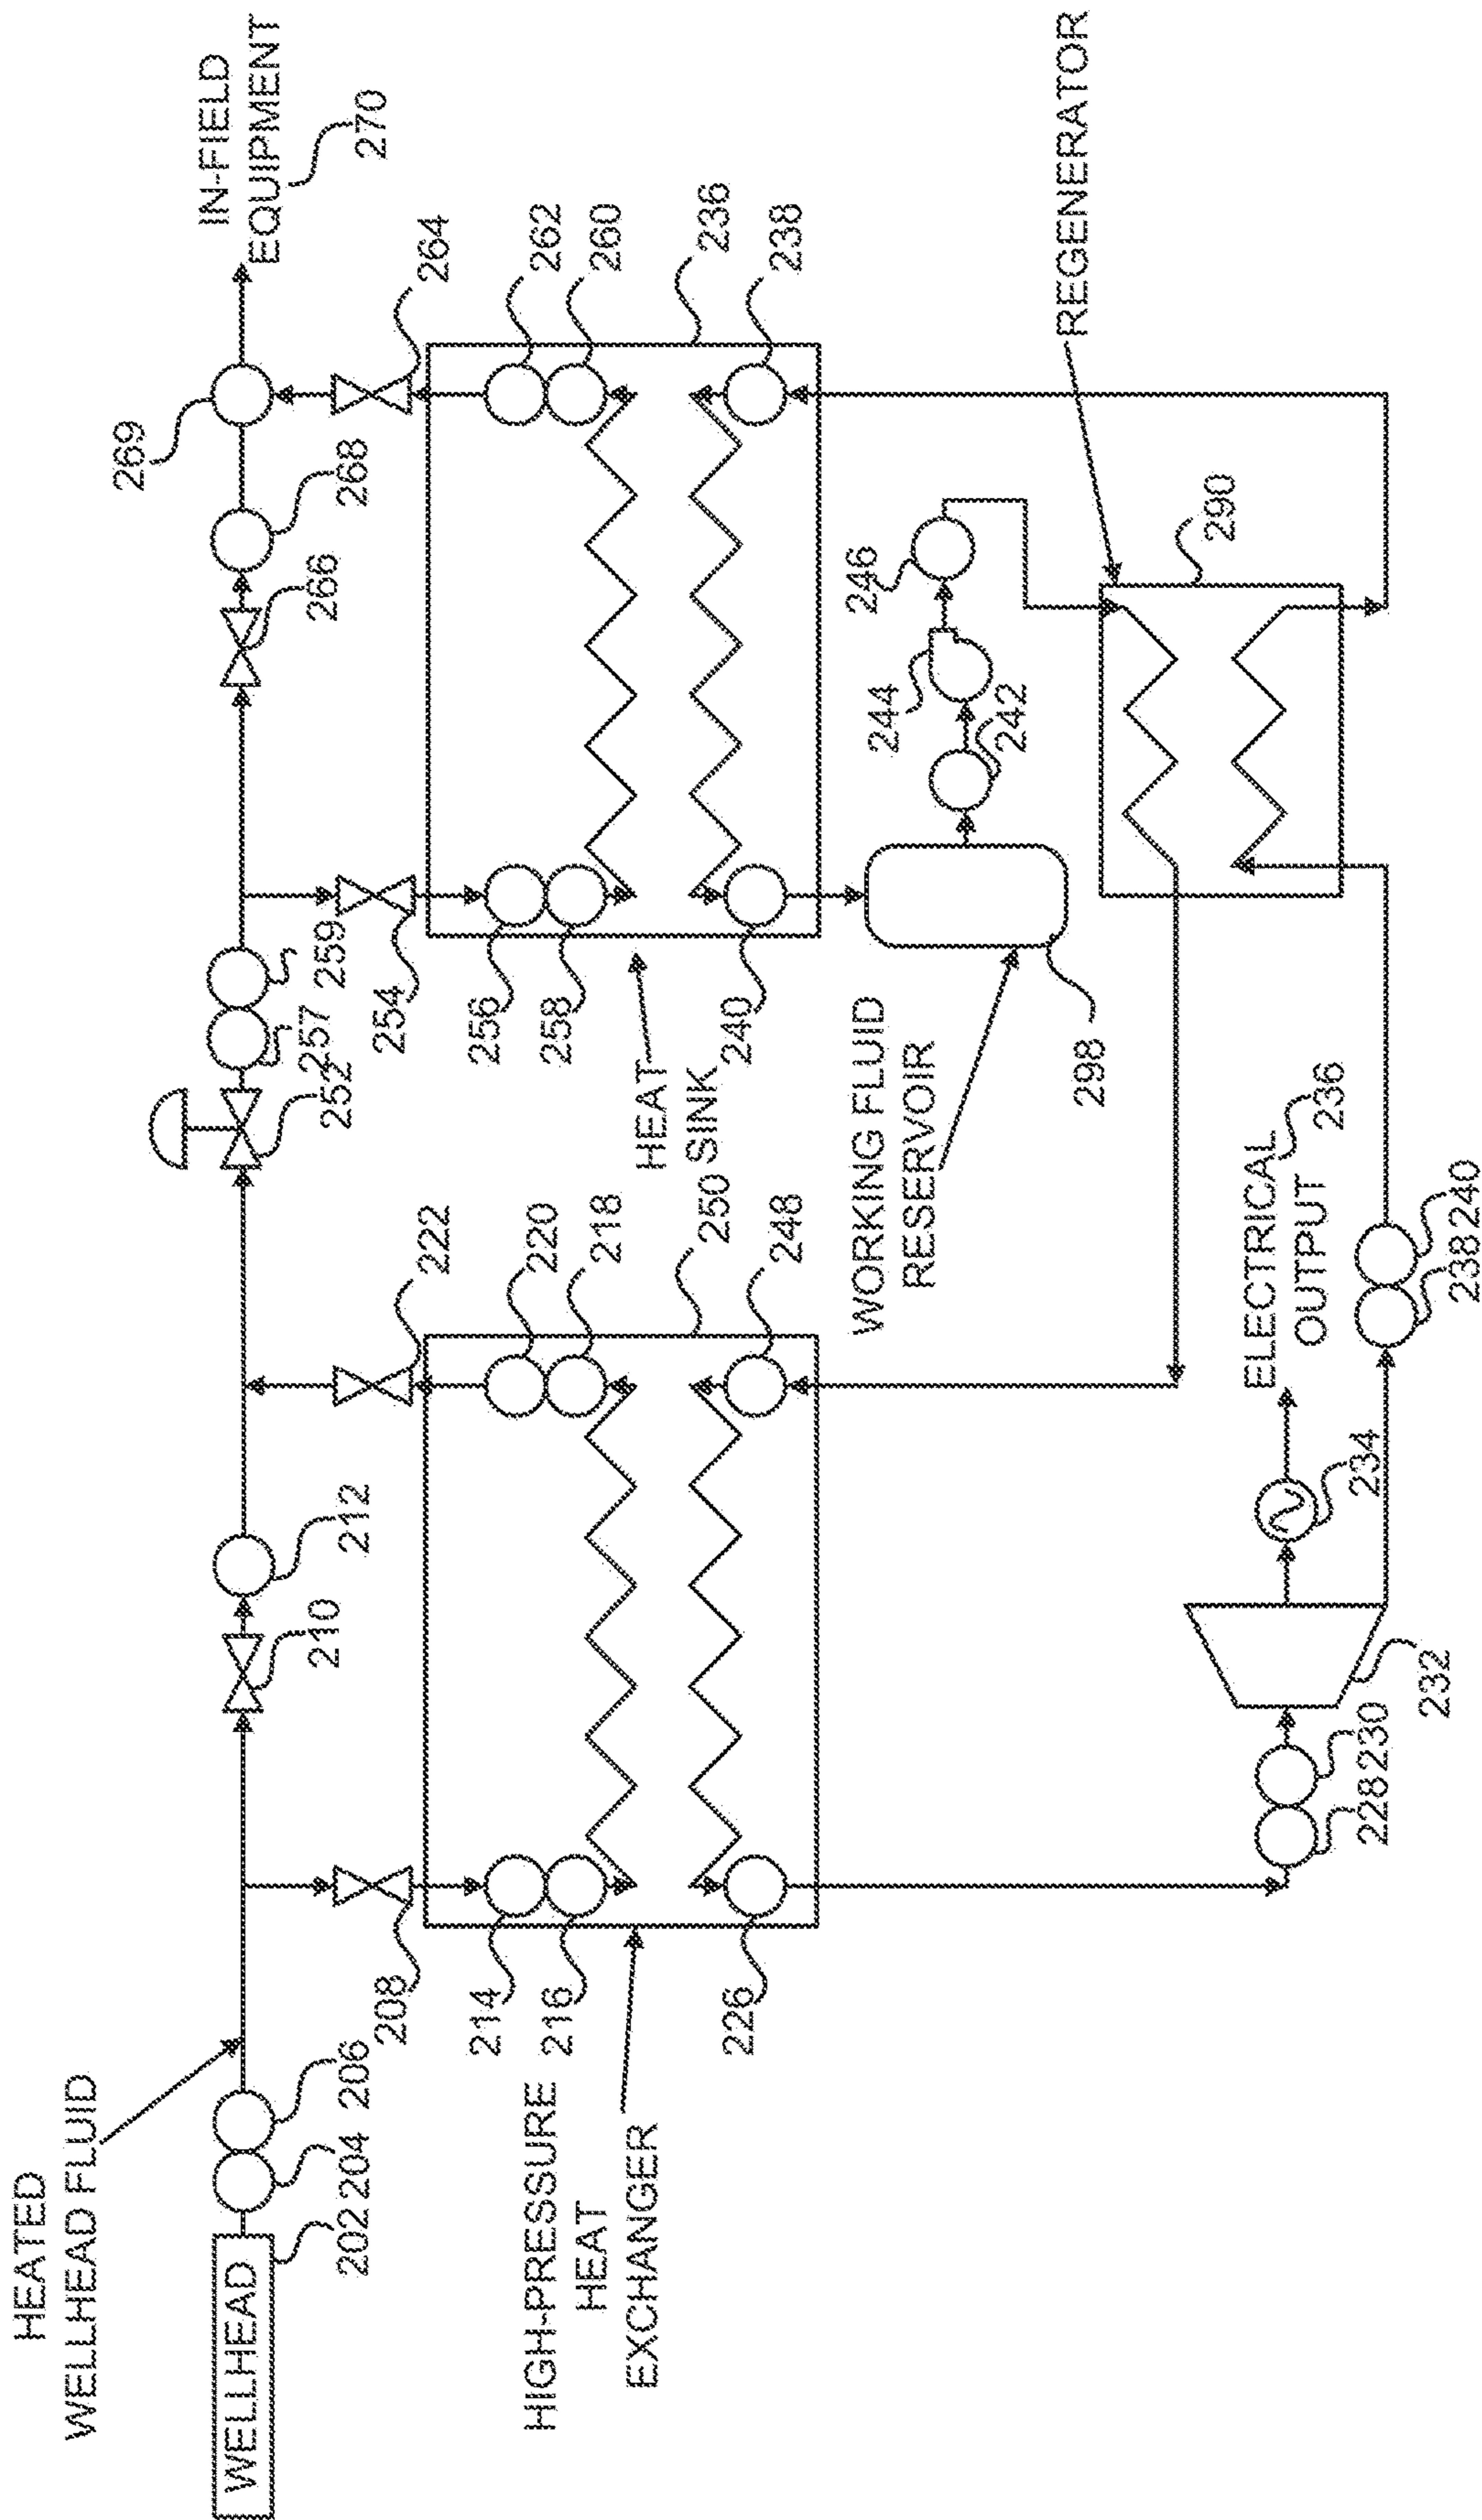 HEATED
WELLHEAD FLUID
WELLHEAD
202
204
206
208
210
212
HIGH-PRESSURE
HEAT
EXCHANGER
214
216
218
220
222
226
248
250
228
230
232
234
ELECTRICAL
OUTPUT
236
238
240
252
257
259
254
256
258
HEAT
SINK
240
WORKING FLUID
RESERVOIR
298
242
244
246
266
268
269
IN-FIELD
EQUIPMENT
270
264
262
260
236
238
REGENERATOR
290